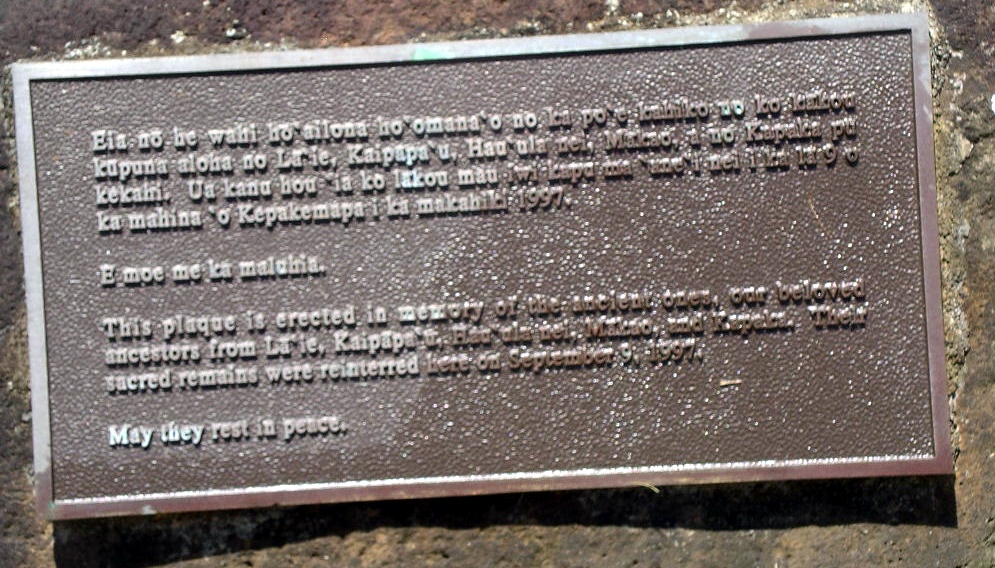 Eia nō he wahi hō`ailona ho`omana`o no ka po`e kahiko no ko kākou
kūpuna aloha no Lā`ie, Kaipāpa`u, Hau`ula nei, Makao, a no Kapaka pū
kekahi. Ua kanu hou `ia ko lākou mau iwi kapu ma `ane`i nei i ka lā 9 o
ka mahina `o Kepakemapa i ka makahiki 1997.
E moe me ka maluhia.
This plaque is erected in memory of the ancient ones, our beloved
ancestors from Lā`ie, Kaipāpa`u, Hau`ula nei, Makao, and Kapaka. Their
sacred remains were reinterred here on September 9, 1997.
May they rest in peace.